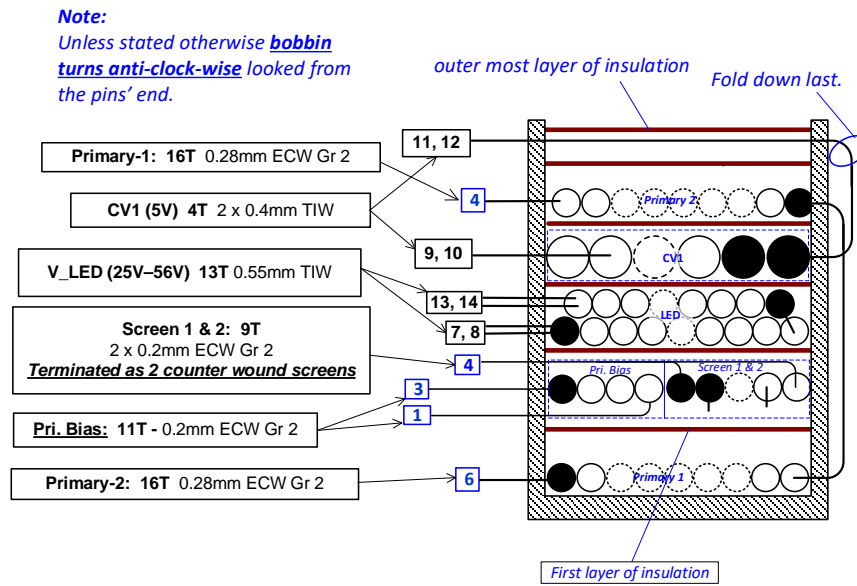 Note:
Unless stated otherwise bobbin
turns anti-clock-wise looked from
the pins' end.
outer most layer of insulation
Fold down last.
11, 12
Primary-1: 16T 0.28mm ECW Gr 2
4
Primary 2
CV1 (5V) 4T 2 x 0.4mm TIW
9, 10
CV1
V_LED (25V–56V) 13T 0.55mm TIW
13, 14
LED
7, 8
Screen 1 & 2: 9T
2 x 0.2mm ECW Gr 2
Terminated as 2 counter wound screens
4
Pri. Bias
Screen 1 & 2
3
1
Pri. Bias: 11T - 0.2mm ECW Gr 2
Primary-2: 16T 0.28mm ECW Gr 2
6
Primary 1
First layer of insulation